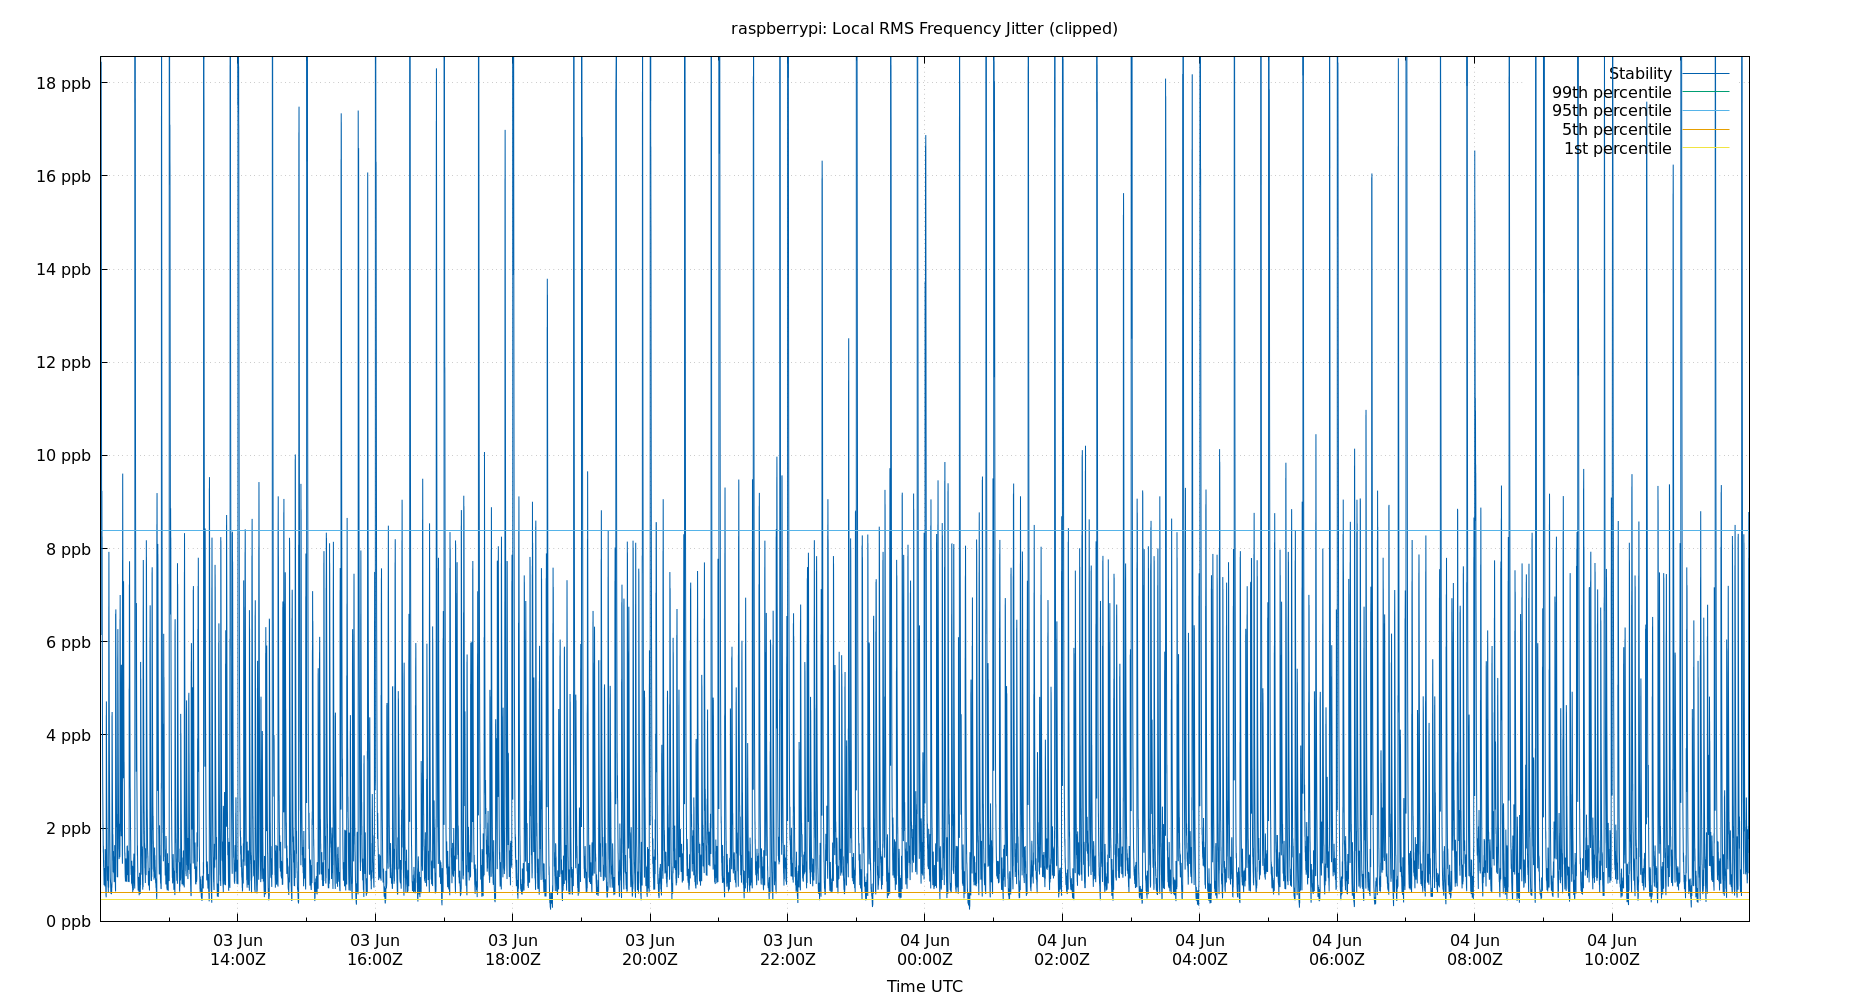 raspberrypi: Local RMS Frequency Jitter (clipped)
18 ppb
16 ppb
14 ppb
12 ppb
10 ppb
8 ppb
6 ppb
4 ppb
2 ppb
0 ppb
Stability
99th percentile
95th percentile
5th percentile
1st percentile
03 Jun 03 Jun 03 Jun 03 Jun 03 Jun 04 Jun 04 Jun 04 Jun 04 Jun 04 Jun 04 Jun
14:00Z 16:00Z 18:00Z 20:00Z 22:00Z 00:00Z 02:00Z 04:00Z 06:00Z 08:00Z 10:00Z
Time UTC